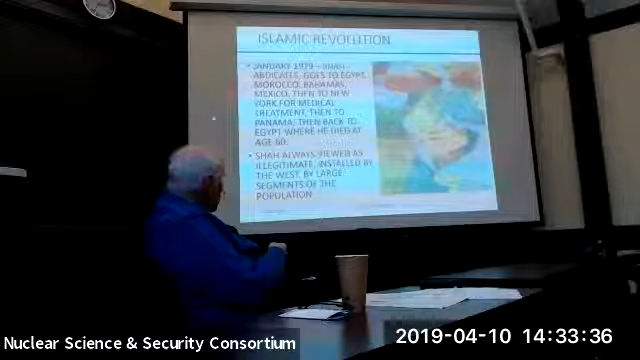 ISLAMIC REVOLUTION
• JANUARY 1979 – SHAH
ABDICATES, GOES TO EGYPT,
MOROCCO, BAHAMAS,
MEXICO, THEN TO NEW
YORK FOR MEDICAL
TREATMENT, THEN TO
PANAMA, THEN BACK TO
EGYPT WHERE HE DIED AT
AGE 60.
• SHAH ALWAYS VIEWED AS
ILLEGITIMATE, INSTALLED BY
THE WEST, BY LARGE
SEGMENTS OF THE
POPULATION
Nuclear Science & Security Consortium
2019-04-10 14:33:36